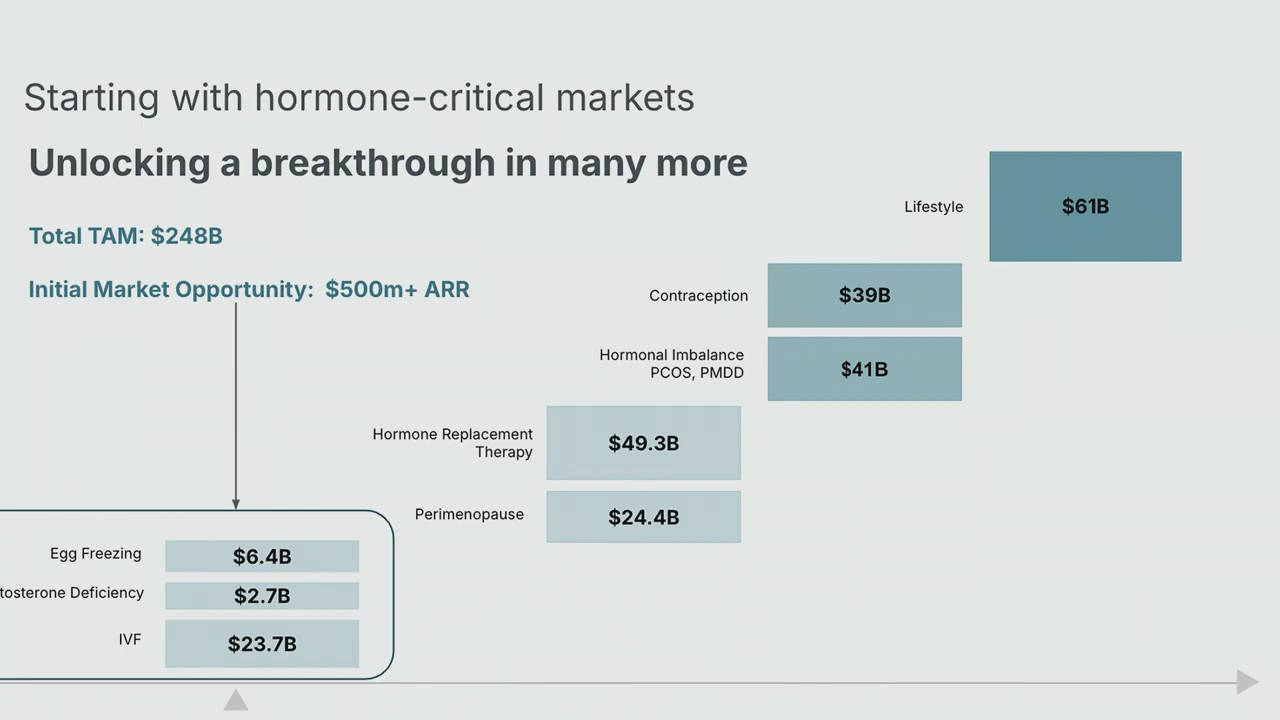 Starting with hormone-critical markets
Unlocking a breakthrough in many more
Total TAM: $248B
Initial Market Opportunity: $500m+ ARR
Lifestyle
$61B
Contraception
$39B
Hormonal Imbalance
PCOS, PMDD
$41B
Hormone Replacement
Therapy
$49.3B
Perimenopause
$24.4B
Egg Freezing
$6.4B
tosterone Deficiency
$2.7B
IVF
$23.7B